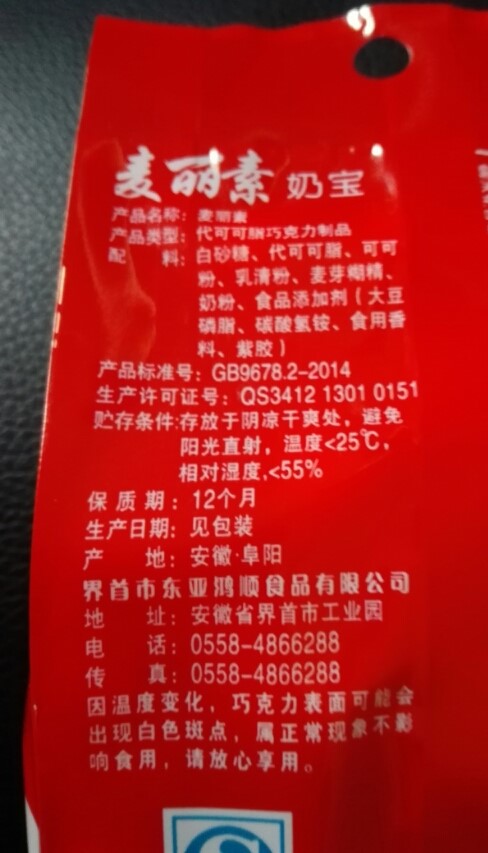 麦丽素 奶宝
产品名称：麦丽素
产品类型：代可可脂巧克力制品
配 料：白砂糖、代可可脂、可可
粉、乳清粉、麦芽糊精、
奶粉、食品添加剂（大豆
磷脂、碳酸氢铵、食用香
料、紫胶）
产品标准号：GB9678.2-2014
生产许可证号：QS3412 1301 0151
贮存条件:存放于阴凉干爽处，避免
阳光直射，温度<25℃，
相对湿度,<55%
保 质 期：12个月
生产日期：见包装
产 地：安徽·阜阳
界首市东亚鸿顺食品有限公司
地 址：安徽省界首市工业园
电 话：0558-4866288
传 真：0558-4866288
因温度变化，巧克力表面可能会
出现白色斑点，属正常现象不影
响食用，请放心享用。